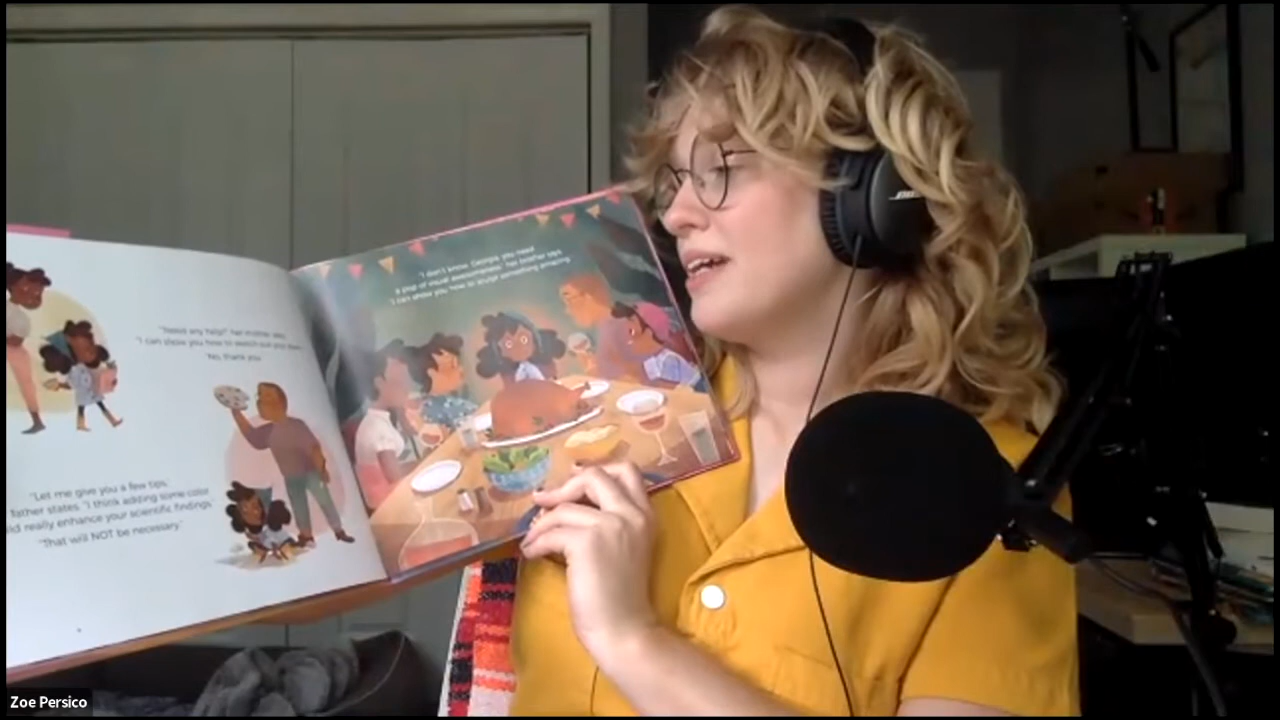 "Need any help?" her mother asks.
"I can show you how to sketch out your
"No, thank you."
"Let me give you a few tips,"
father states. "I think adding some color
ld really enhance your scientific findings."
"That will NOT be necessary."
"I don't know, Georgia, you need
a pop of visual awesomeness," her brother says.
"I can show you how to sculpt something amazing
BOSE
Zoe Persico